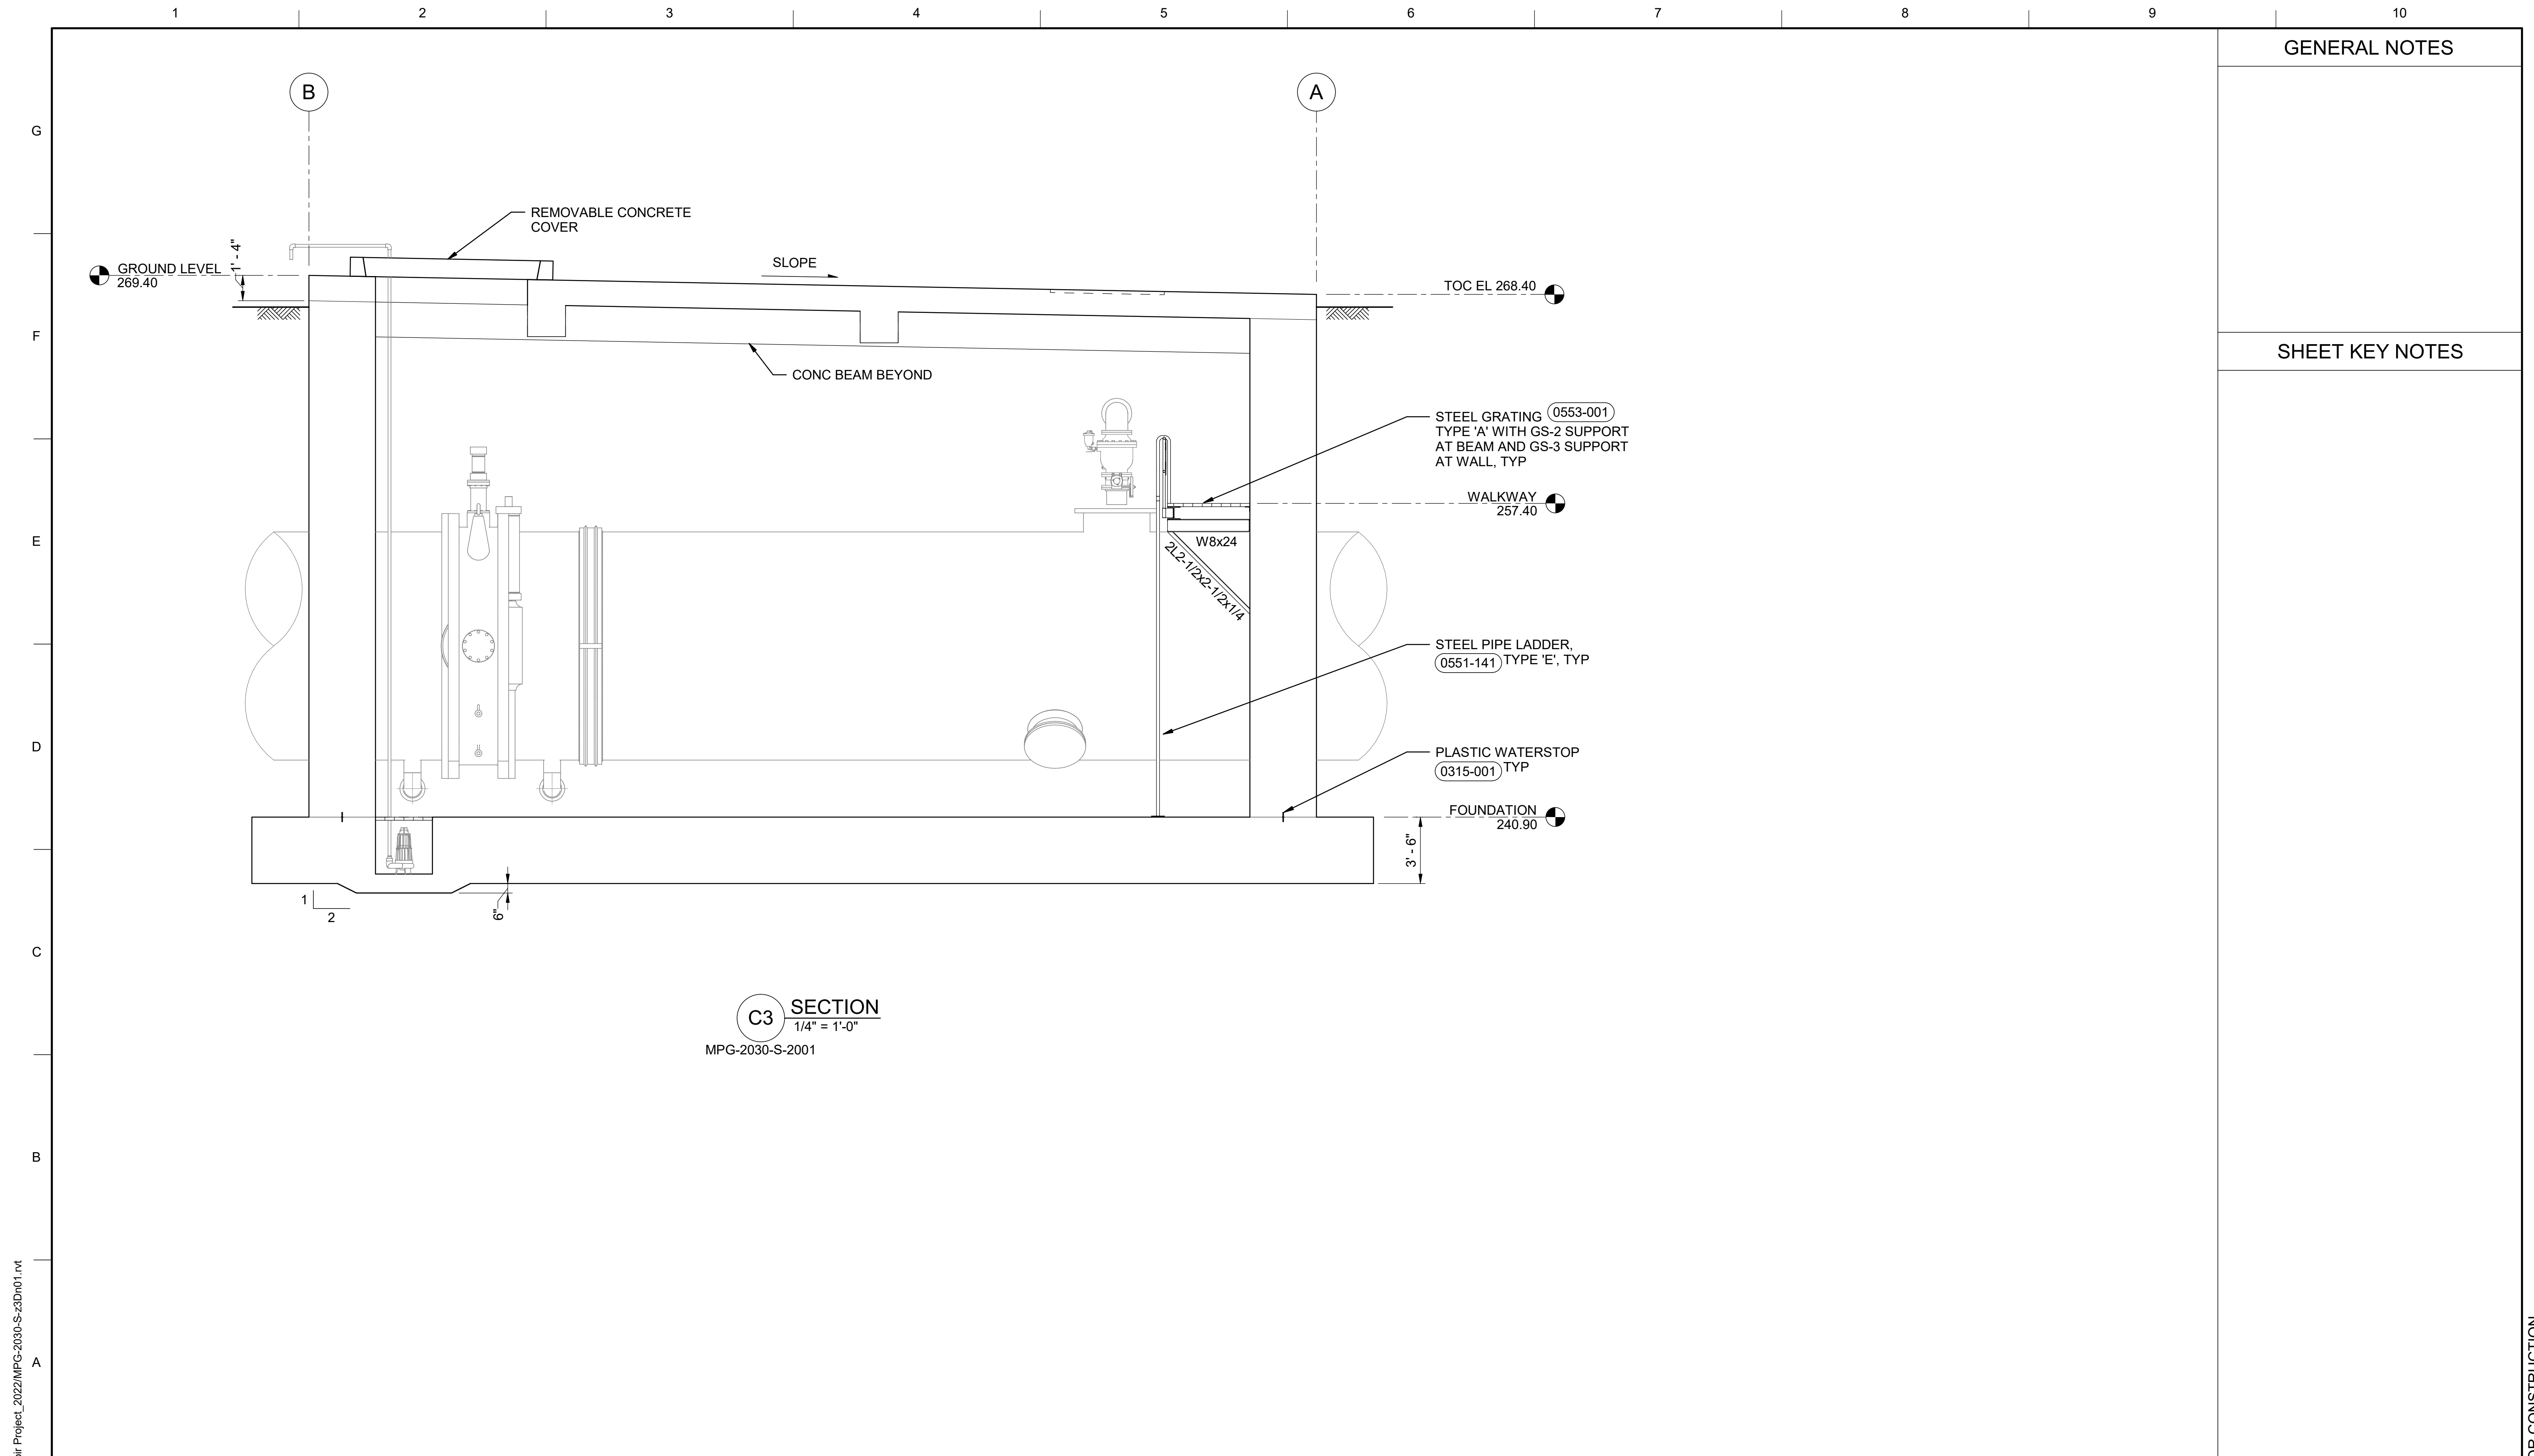 1 2 3 4 5 6 7 8 9 10
GENERAL NOTES
B
A
G
REMOVABLE CONCRETE
COVER
1' - 4"
GROUND LEVEL
269.40
SLOPE
TOC EL 268.40
F
SHEET KEY NOTES
CONC BEAM BEYOND
STEEL GRATING 0553-001
TYPE 'A' WITH GS-2 SUPPORT
AT BEAM AND GS-3 SUPPORT
AT WALL, TYP
WALKWAY
257.40
E
W8x24
2L2-1/2x2-1/2x1/4
STEEL PIPE LADDER,
0551-141 TYPE 'E', TYP
D
PLASTIC WATERSTOP
0315-001 TYP
FOUNDATION
240.90
3' - 6"
1
2
6"
C
C3 SECTION
1/4" = 1'-0"
MPG-2030-S-2001
B
A
Project_2022/MPG-2030-S-z3Dn01.rvt
CONSTRUCTION